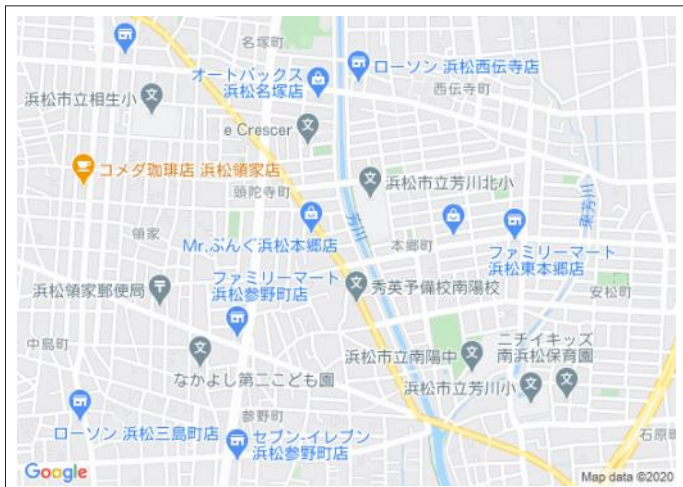 名塚町
オートバックス
浜松名塚店
ローソン 浜松西伝寺店
西伝寺町
浜松市立相生小
e Crescer
コメダ珈琲店 浜松領家店
頭陀寺町
浜松市立芳川北小
芳川
東芳川
領家
Mr.ぶんぐ浜松本郷店
本郷町
ファミリーマート
浜松東本郷店
浜松領家郵便局
ファミリーマート
浜松参野町店
秀英予備校南陽校
安松町
中島町
なかよし第二こども園
浜松市立南陽中
ニチイキッズ
南浜松保育園
浜松市立芳川小
ローソン 浜松三島町店
参野町
セブン-イレブン
浜松参野町店
石原町
Google
Map data ©2020